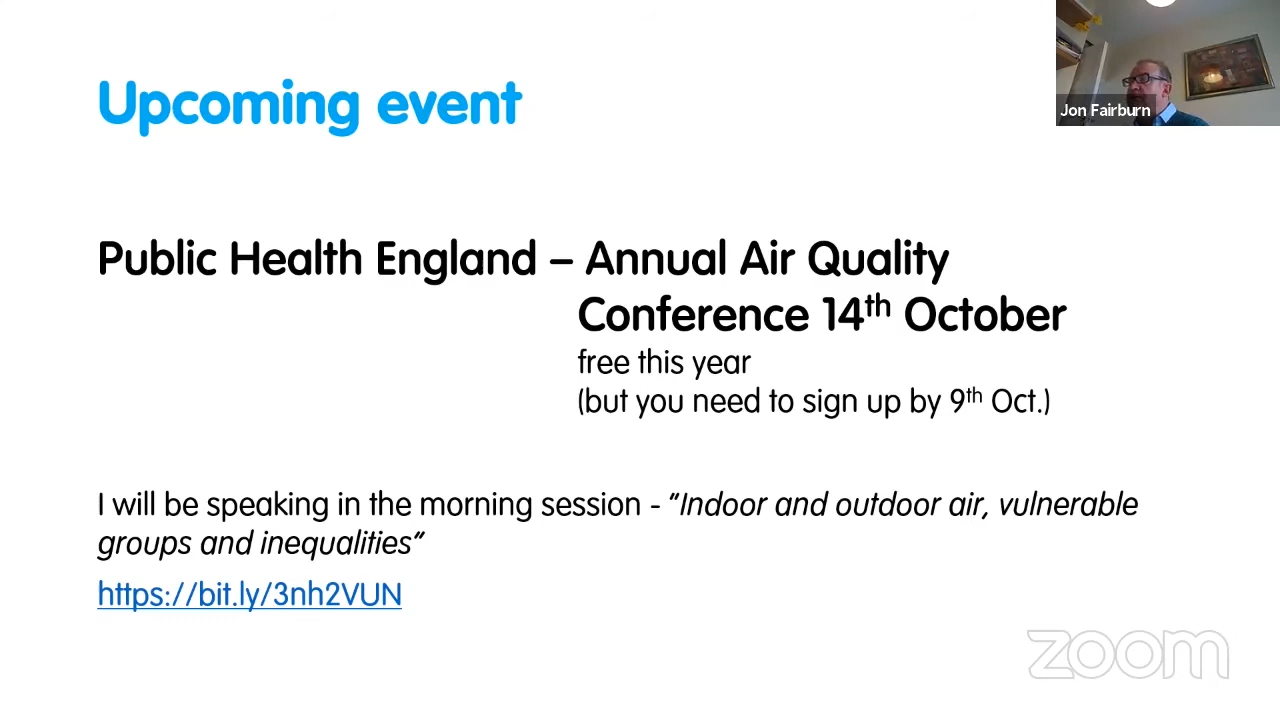 Upcoming event
Jon Fairburn
Public Health England – Annual Air Quality
Conference 14th October
free this year
(but you need to sign up by 9th Oct.)
I will be speaking in the morning session - “Indoor and outdoor air, vulnerable
groups and inequalities”
https://bit.ly/3nh2VUN
zoom